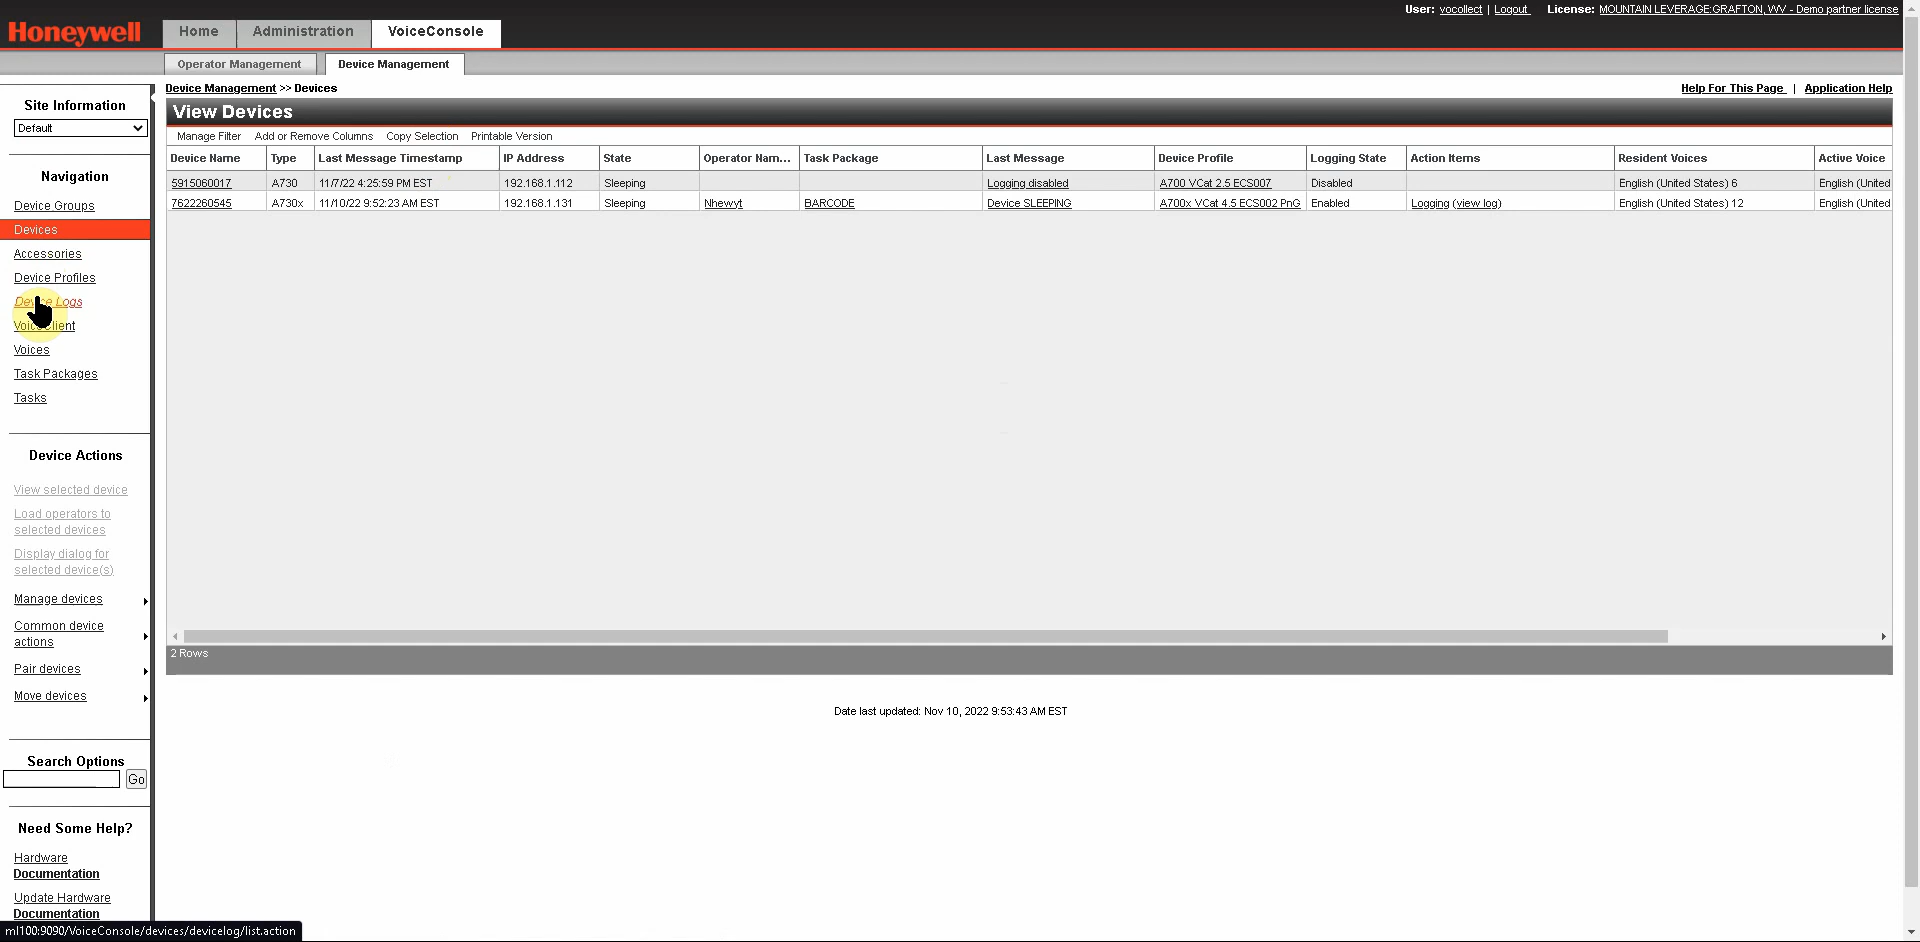 User: vocollect | Logout License: MOUNTAIN LEVERAGE:GRAFTON, WV - Demo partner license
Honeywell
Home Administration VoiceConsole
Operator Management Device Management
Site Information
Default
Navigation
Device Groups
Devices
Accessories
Device Profiles
Device Logs
VoiceClient
Voices
Task Packages
Tasks
Device Actions
View selected device
Load operators to
selected devices
Display dialog for
selected device(s)
Manage devices
Common device
actions
Pair devices
Move devices
Search Options
Go
Need Some Help?
Hardware
Documentation
Update Hardware
Documentation
Device Management >> Devices
Help For This Page | Application Help
View Devices
Manage Filter Add or Remove Columns Copy Selection Printable Version
Device Name Type Last Message Timestamp IP Address State Operator Nam... Task Package Last Message Device Profile Logging State Action Items Resident Voices Active Voice
5915060017 A730 11/7/22 4:25:59 PM EST 192.168.1.112 Sleeping Logging disabled A700 VCat 2.5 ECS007 Disabled English (United States) 6 English (United
7622260545 A730x 11/10/22 9:52:23 AM EST 192.168.1.131 Sleeping Nhewyt BARCODE Device SLEEPING A700x VCat 4.5 ECS002 PnG Enabled Logging (view log) English (United States) 12 English (United
2 Rows
Date last updated: Nov 10, 2022 9:53:43 AM EST
ml100:9090/VoiceConsole/devices/devicelog/list.action